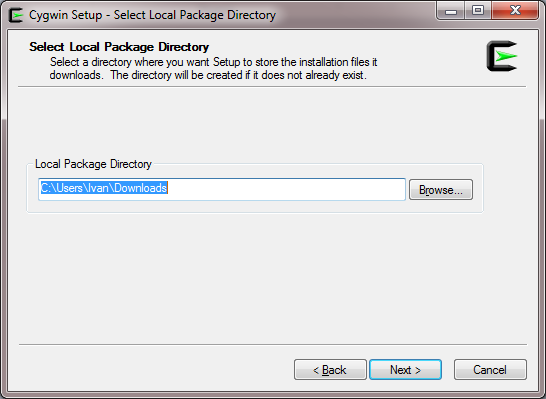 Cygwin Setup - Select Local Package Directory
Select Local Package Directory
Select a directory where you want Setup to store the installation files it
downloads. The directory will be created if it does not already exist.
Local Package Directory
C:\Users\Ivan\Downloads
Browse...
< Back
Next >
Cancel